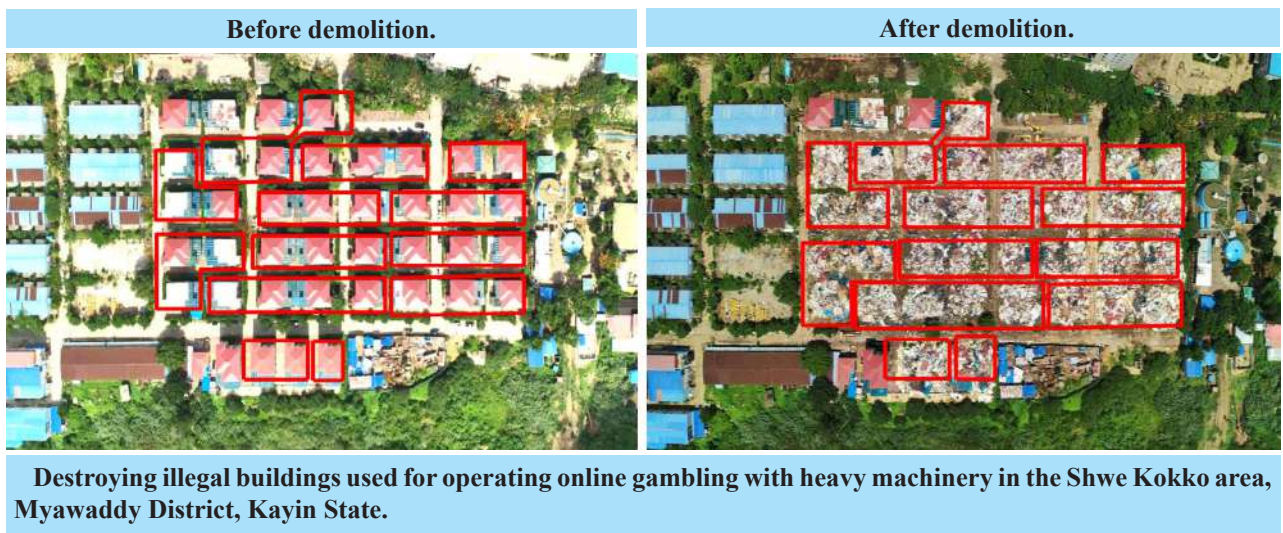 Before demolition.
After demolition.
Destroying illegal buildings used for operating online gambling with heavy machinery in the Shwe Kokko area,
Myawaddy District, Kayin State.